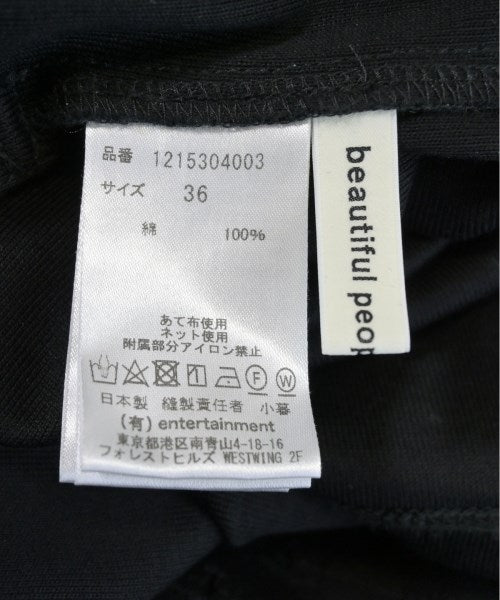 品番 1215304003
サイズ 36
綿 100%
あて布使用
ネット使用
附属部分アイロン禁止
日本製 縫製責任者 小暮
(有) entertainment
東京都港区南青山4-18-16
フォレストヒルズ WESTWING 2F
beautiful peop